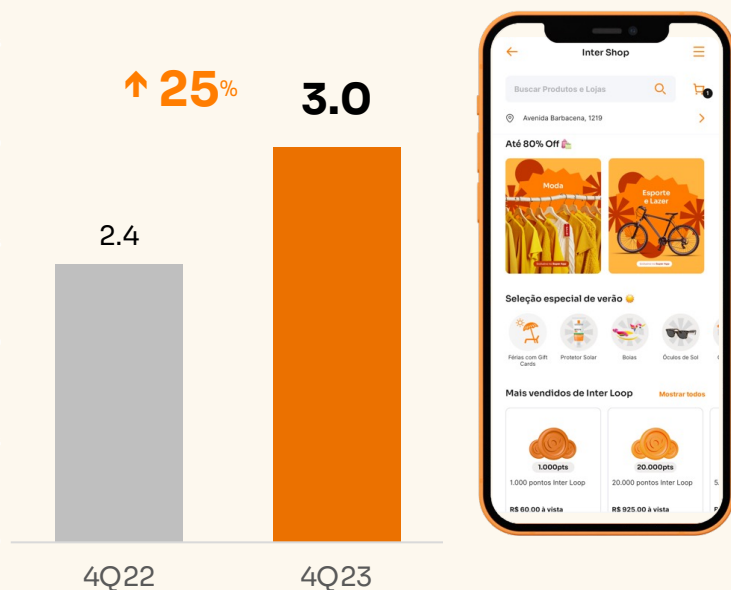 ↑ 25%
3.0
2.4
4Q22
4Q23
Inter Shop
Buscar Produtos e Lojas
1
Avenida Barbacena, 1219
Até 80% Off
Moda
Esporte
e Lazer
Seleção especial de verão
Férias com Gift
Cards
Protetor Solar
Boias
Óculos de Sol
Mais vendidos de Inter Loop
Mostrar todos
1.000pts
20.000pts
1.000 pontos Inter Loop
20.000 pontos Inter Loop
5.
R$ 60,00 à vista
R$ 925,00 à vista